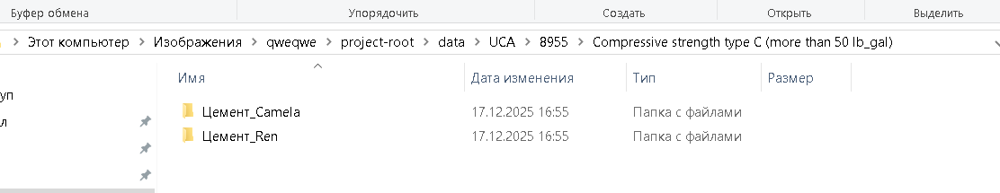 Буфер обмена Упорядочить Создать Открыть Выделить
Этот компьютер > Изображения > qweqwe > project-root > data > UCA > 8955 > Compressive strength type C (more than 50 lb_gal)
Имя Дата изменения Тип Размер
уп
Цемент_Camela 17.12.2025 16:55 Папка с файлами
л
Цемент_Ren 17.12.2025 16:55 Папка с файлами